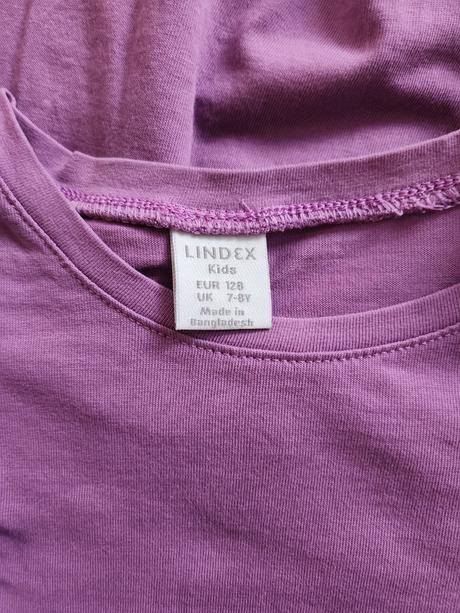 LINDEX
Kids
EUR 128
UK 7-8Y
Made in
Bangladesh